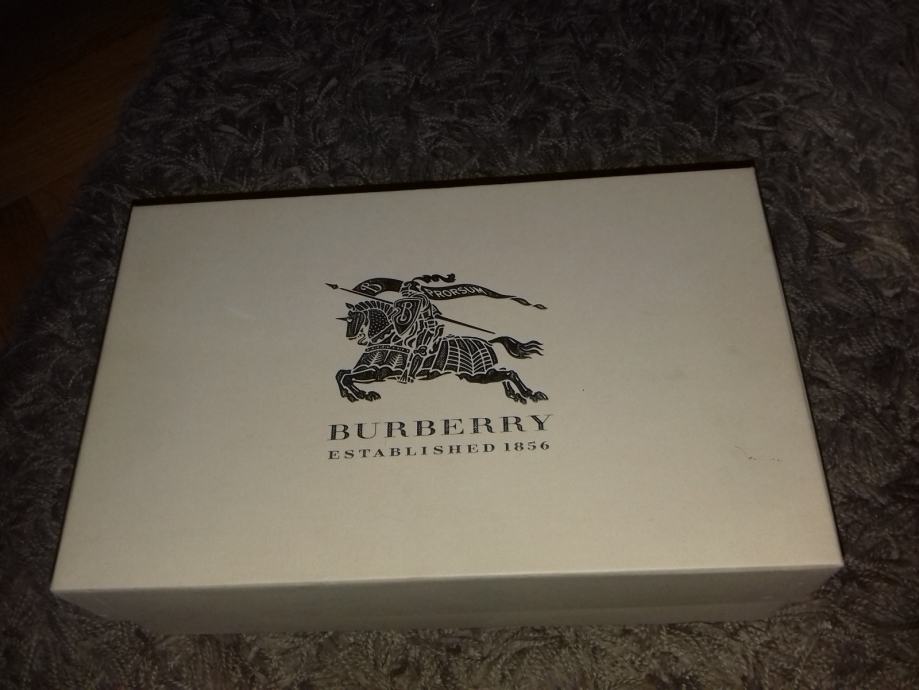 B PRORSUM
B
BURBERRY
ESTABLISHED 1856